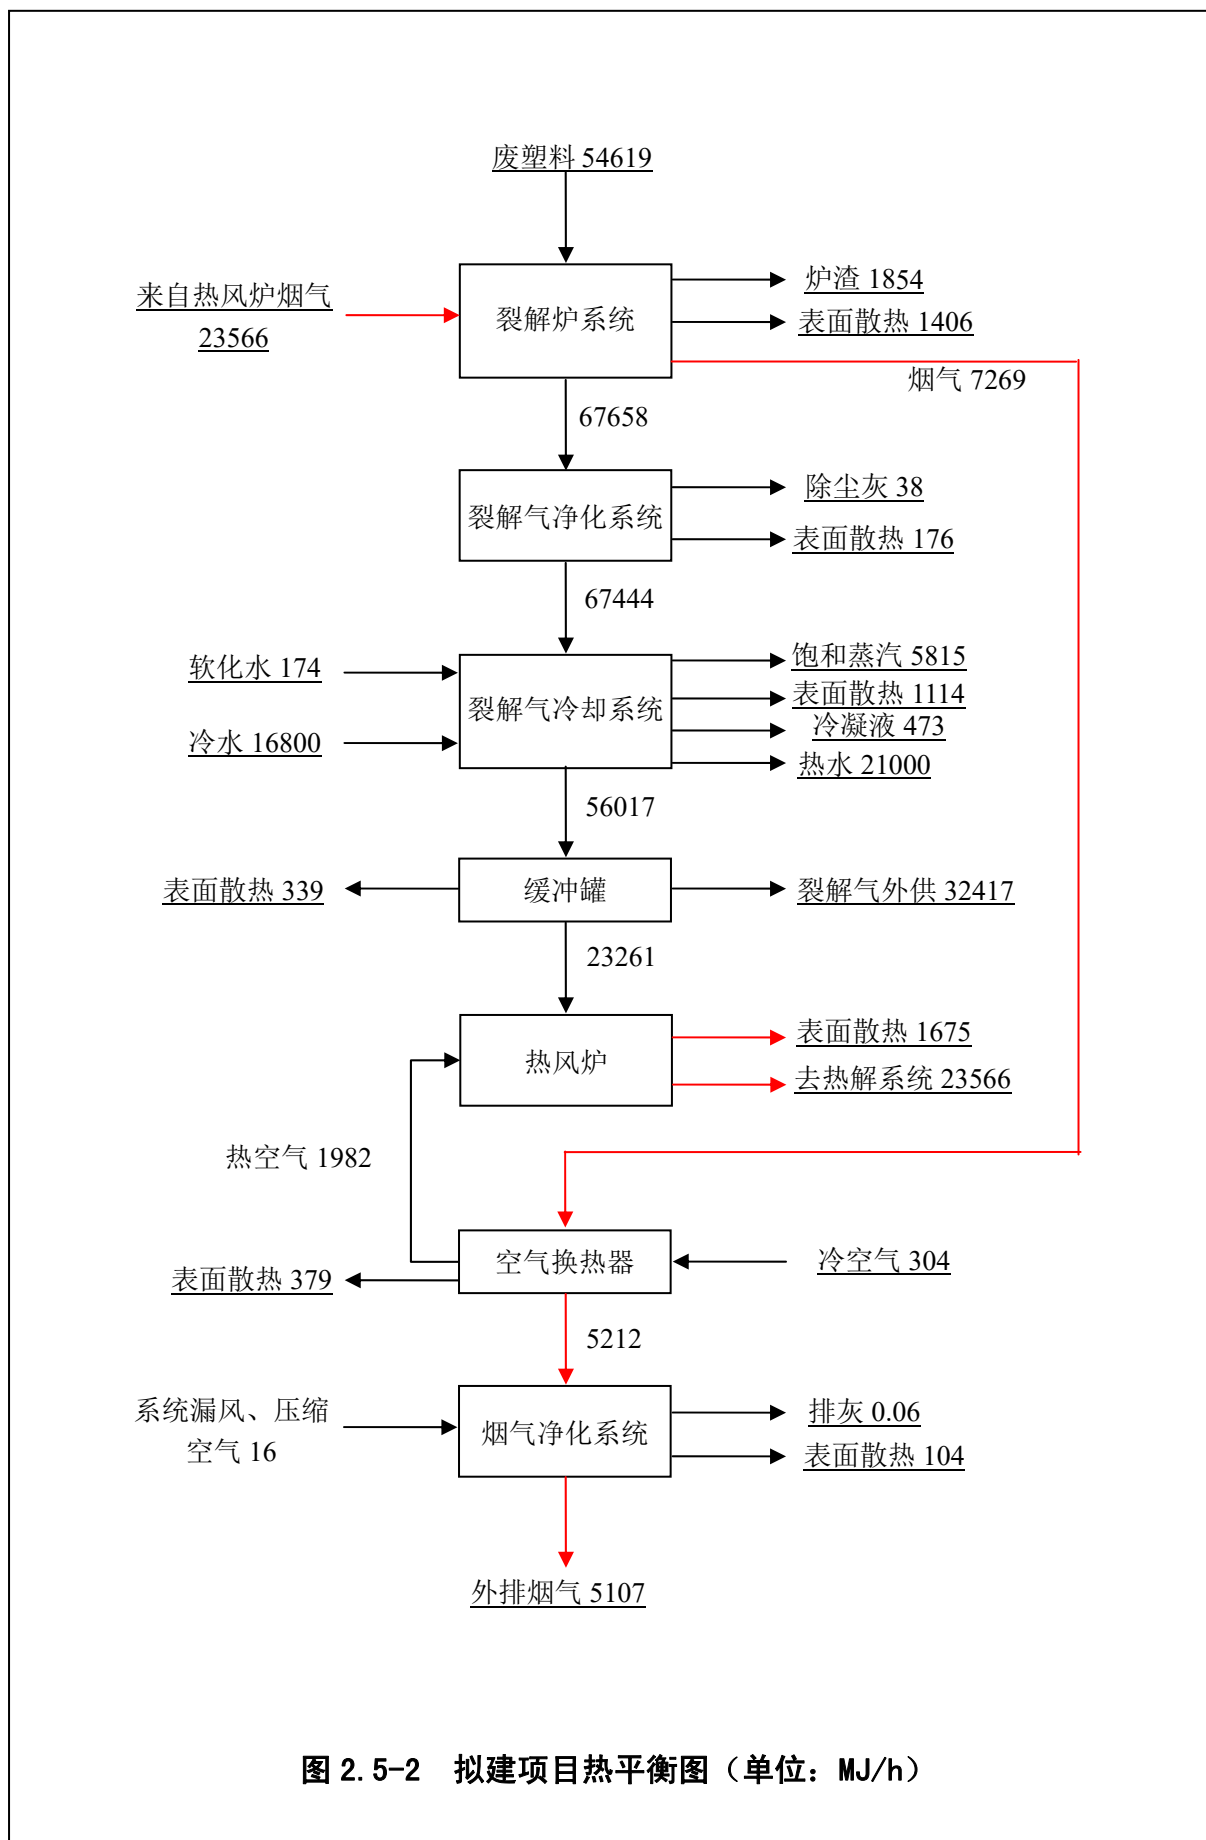 废塑料 54619
来自热风炉烟气
23566
裂解炉系统
炉渣 1854
表面散热 1406
烟气 7269
67658
裂解气净化系统
除尘灰 38
表面散热 176
67444
软化水 174
冷水 16800
裂解气冷却系统
饱和蒸汽 5815
表面散热 1114
冷凝液 473
热水 21000
56017
表面散热 339
缓冲罐
裂解气外供 32417
23261
热风炉
表面散热 1675
去热解系统 23566
热空气 1982
空气换热器
冷空气 304
表面散热 379
5212
系统漏风、压缩
空气 16
烟气净化系统
排灰 0.06
表面散热 104
外排烟气 5107
图 2.5-2 拟建项目热平衡图（单位：MJ/h）